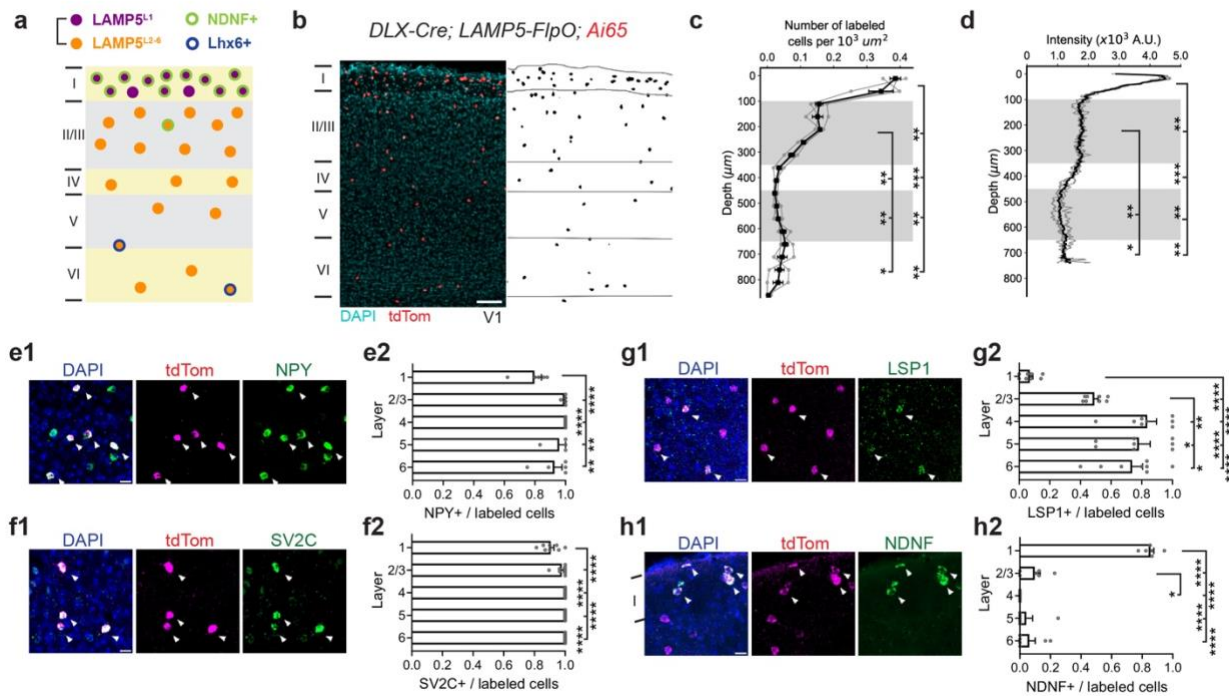 a
LAMP5L1
NDNF+
LAMP5L2-6
Lhx6+
I
II/III
IV
V
VI
b
DLX-Cre; LAMP5-FlpO; Ai65
I
II/III
IV
V
VI
DAPI tdTom V1
c
Number of labeled
cells per 10³ um²
0.0 0.1 0.2 0.3 0.4
Depth (µm)
0
100
200
300
400
500
600
700
800
**
**
*
**
***
**
**
d
Intensity (x10³ A.U.)
0 1.6 3.3 5.0
Depth (µm)
0
100
200
300
400
500
600
700
800
**
*
**
***
**
**
e1
DAPI tdTom NPY
e2
Layer
1
2/3
4
5
6
0.0 0.2 0.4 0.6 0.8 1.0
NPY+ / labeled cells
****
****
**
**
g1
DAPI tdTom LSP1
g2
Layer
1
2/3
4
5
6
0.0 0.2 0.4 0.6 0.8 1.0
LSP1+ / labeled cells
**
*
*
****
****
****
****
f1
DAPI tdTom SV2C
f2
Layer
1
2/3
4
5
6
0.0 0.2 0.4 0.6 0.8 1.0
SV2C+ / labeled cells
****
****
****
****
h1
DAPI tdTom NDNF
I
h2
Layer
1
2/3
4
5
6
0.0 0.2 0.4 0.6 0.8 1.0
NDNF+ / labeled cells
*
****
****
****
****